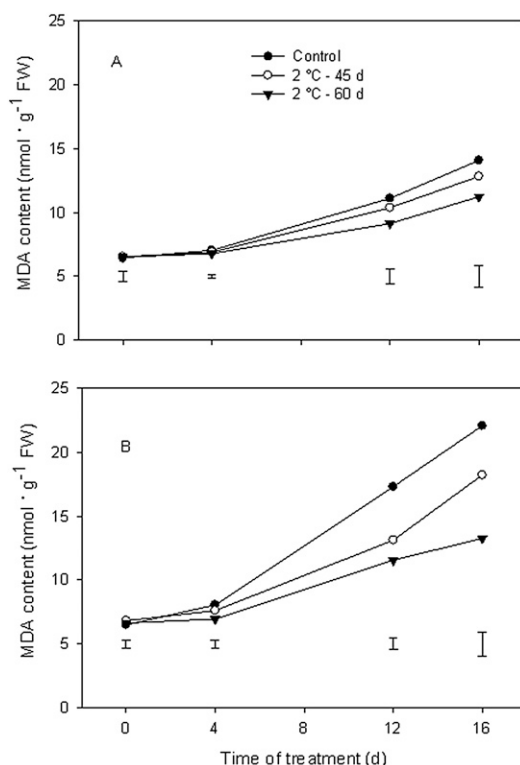 25
20
15
10
5
0
MDA content (nmol · g⁻¹ FW)
A
Control
2 °C - 45 d
2 °C - 60 d
25
20
15
10
5
0
MDA content (nmol · g⁻¹ FW)
B
0
4
8
12
16
Time of treatment (d)